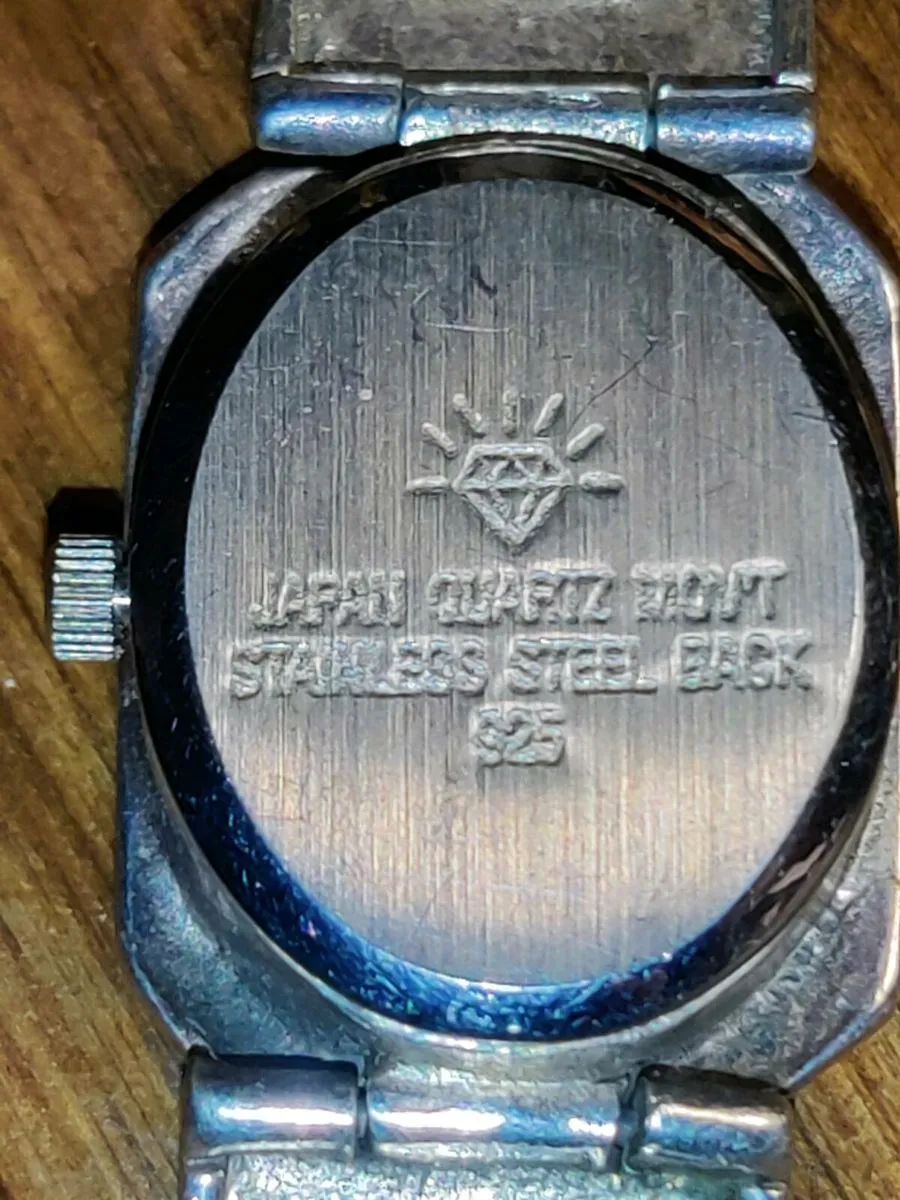 JAPAN QUARTZ MOVT
STAINLESS STEEL BACK
925